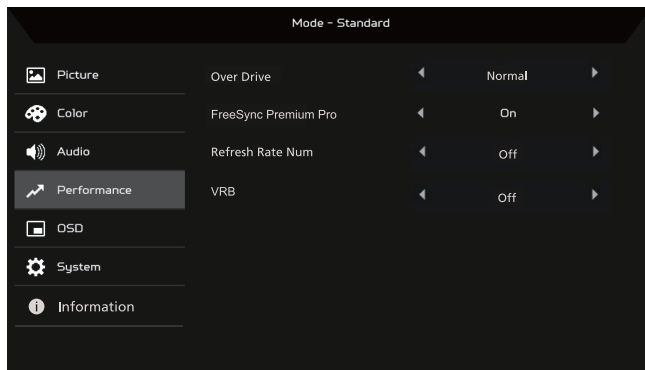 Mode - Standard
Picture
Over Drive Normal
Color
FreeSync Premium Pro On
Audio
Refresh Rate Num Off
Performance
VRB Off
OSD
System
Information